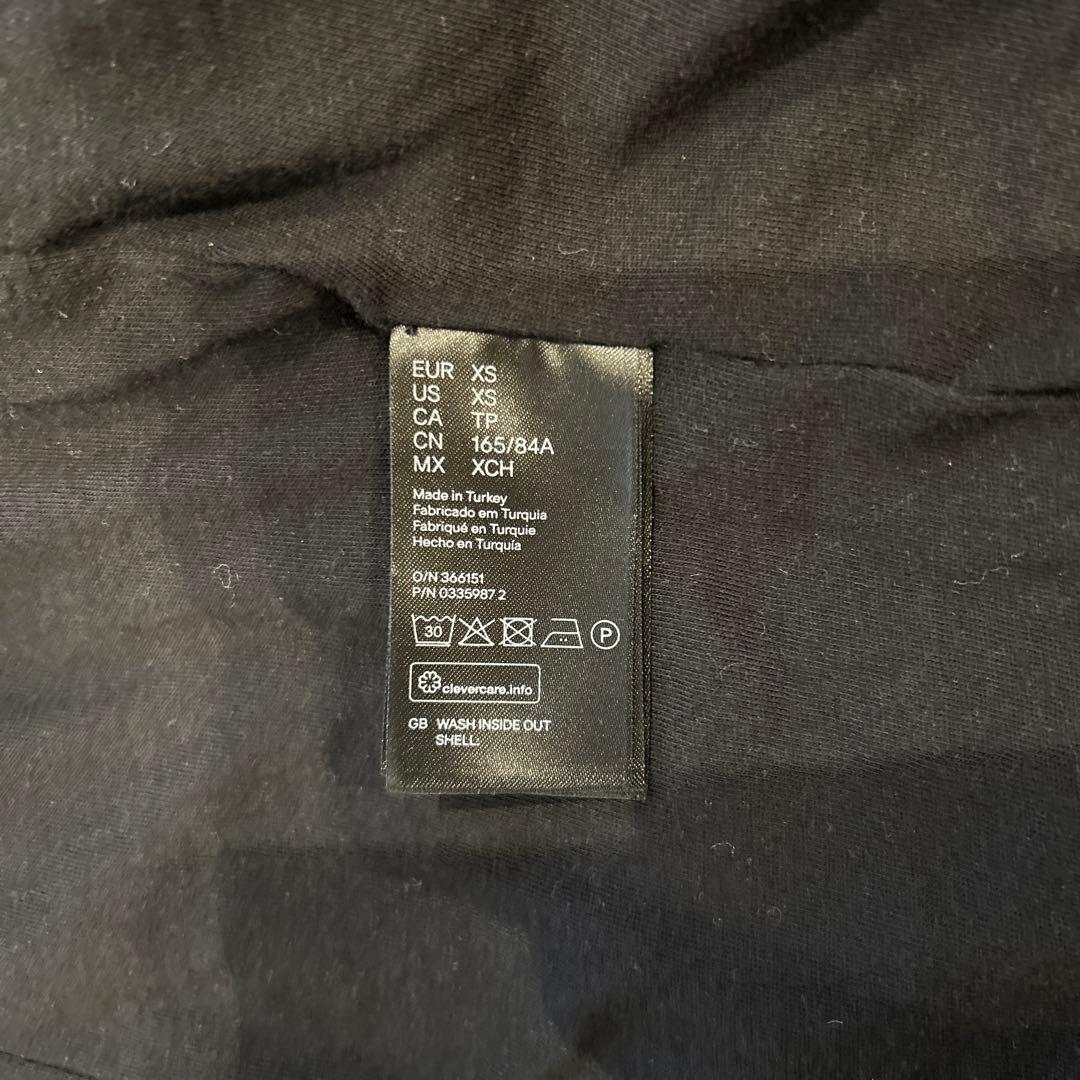 EUR XS
US XS
CA TP
CN 165/84A
MX XCH
Made in Turkey
Fabricado em Turquia
Fabriqué en Turquie
Hecho en Turquía
O/N 366151
P/N 0335987 2
30
P
clevercare.info
GB WASH INSIDE OUT
SHELL: